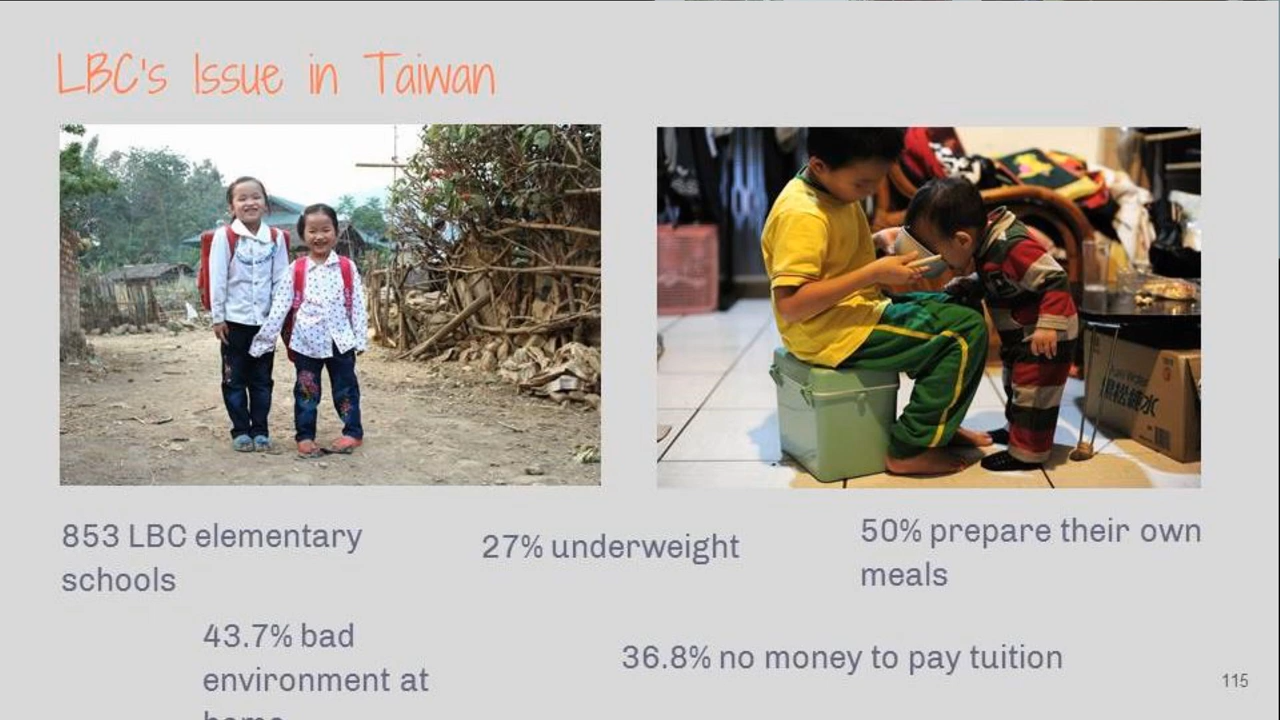 LBC's Issue in Taiwan
853 LBC elementary
schools
27% underweight
50% prepare their own
meals
43.7% bad
environment at
home
36.8% no money to pay tuition
115